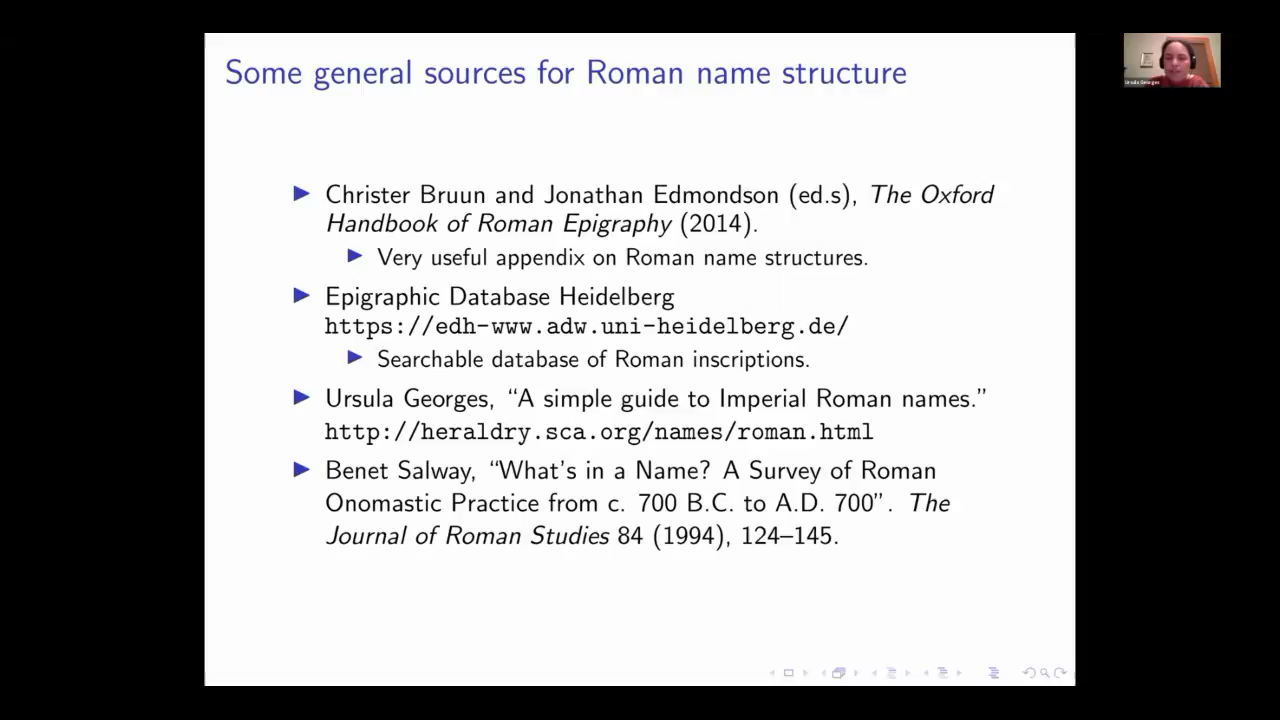 Some general sources for Roman name structure
Christer Bruun and Jonathan Edmondson (ed.s), The Oxford
Handbook of Roman Epigraphy (2014).
Very useful appendix on Roman name structures.
Epigraphic Database Heidelberg
https://edh-www.adw.uni-heidelberg.de/
Searchable database of Roman inscriptions.
Ursula Georges, “A simple guide to Imperial Roman names.”
http://heraldry.sca.org/names/roman.html
Benet Salway, “What's in a Name? A Survey of Roman
Onomastic Practice from c. 700 B.C. to A.D. 700”. The
Journal of Roman Studies 84 (1994), 124–145.
Ursula Georges